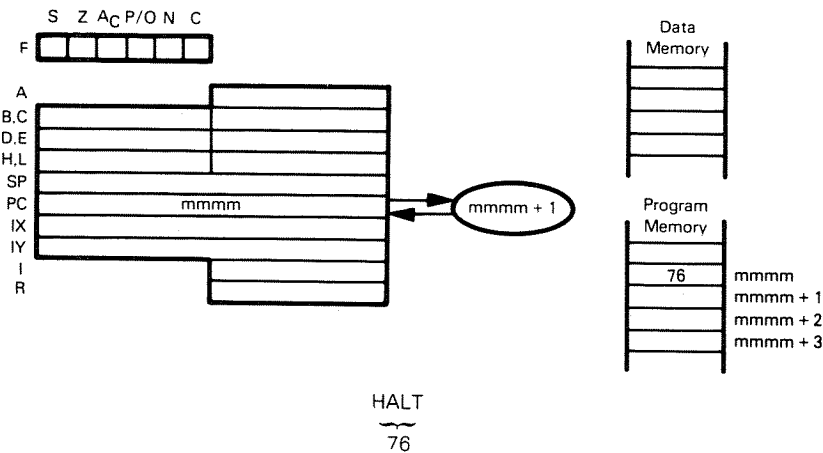 S Z AC P/O N C
F
A
B,C
D,E
H,L
SP
PC mmmm mmmm + 1
IX
IY
I
R
Data
Memory
Program
Memory
76 mmmm
mmmm + 1
mmmm + 2
mmmm + 3
HALT
76